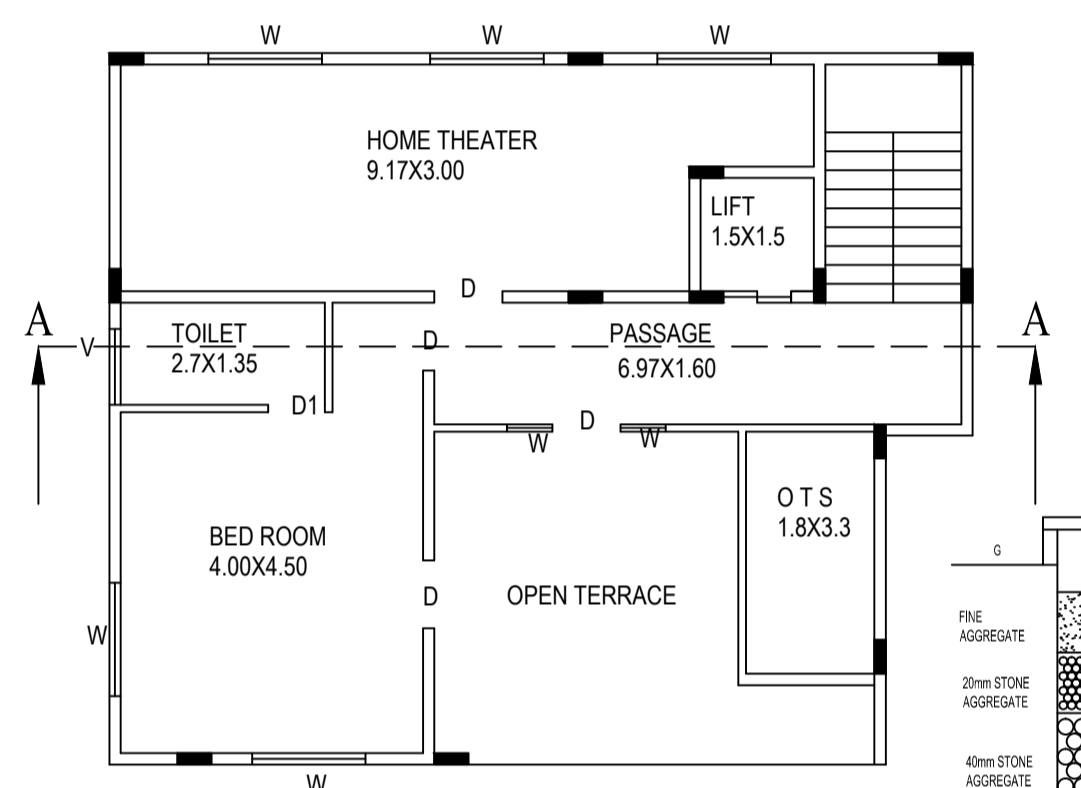 W W W
HOME THEATER
9.17X3.00
LIFT
1.5X1.5
D
A A
TOILET
2.7X1.35
V
D
PASSAGE
6.97X1.60
D1
D
W W
O T S
1.8X3.3
BED ROOM
4.00X4.50
G
D
OPEN TERRACE
W
FINE
AGGREGATE
20mm STONE
AGGREGATE
40mm STONE
AGGREGATE
W